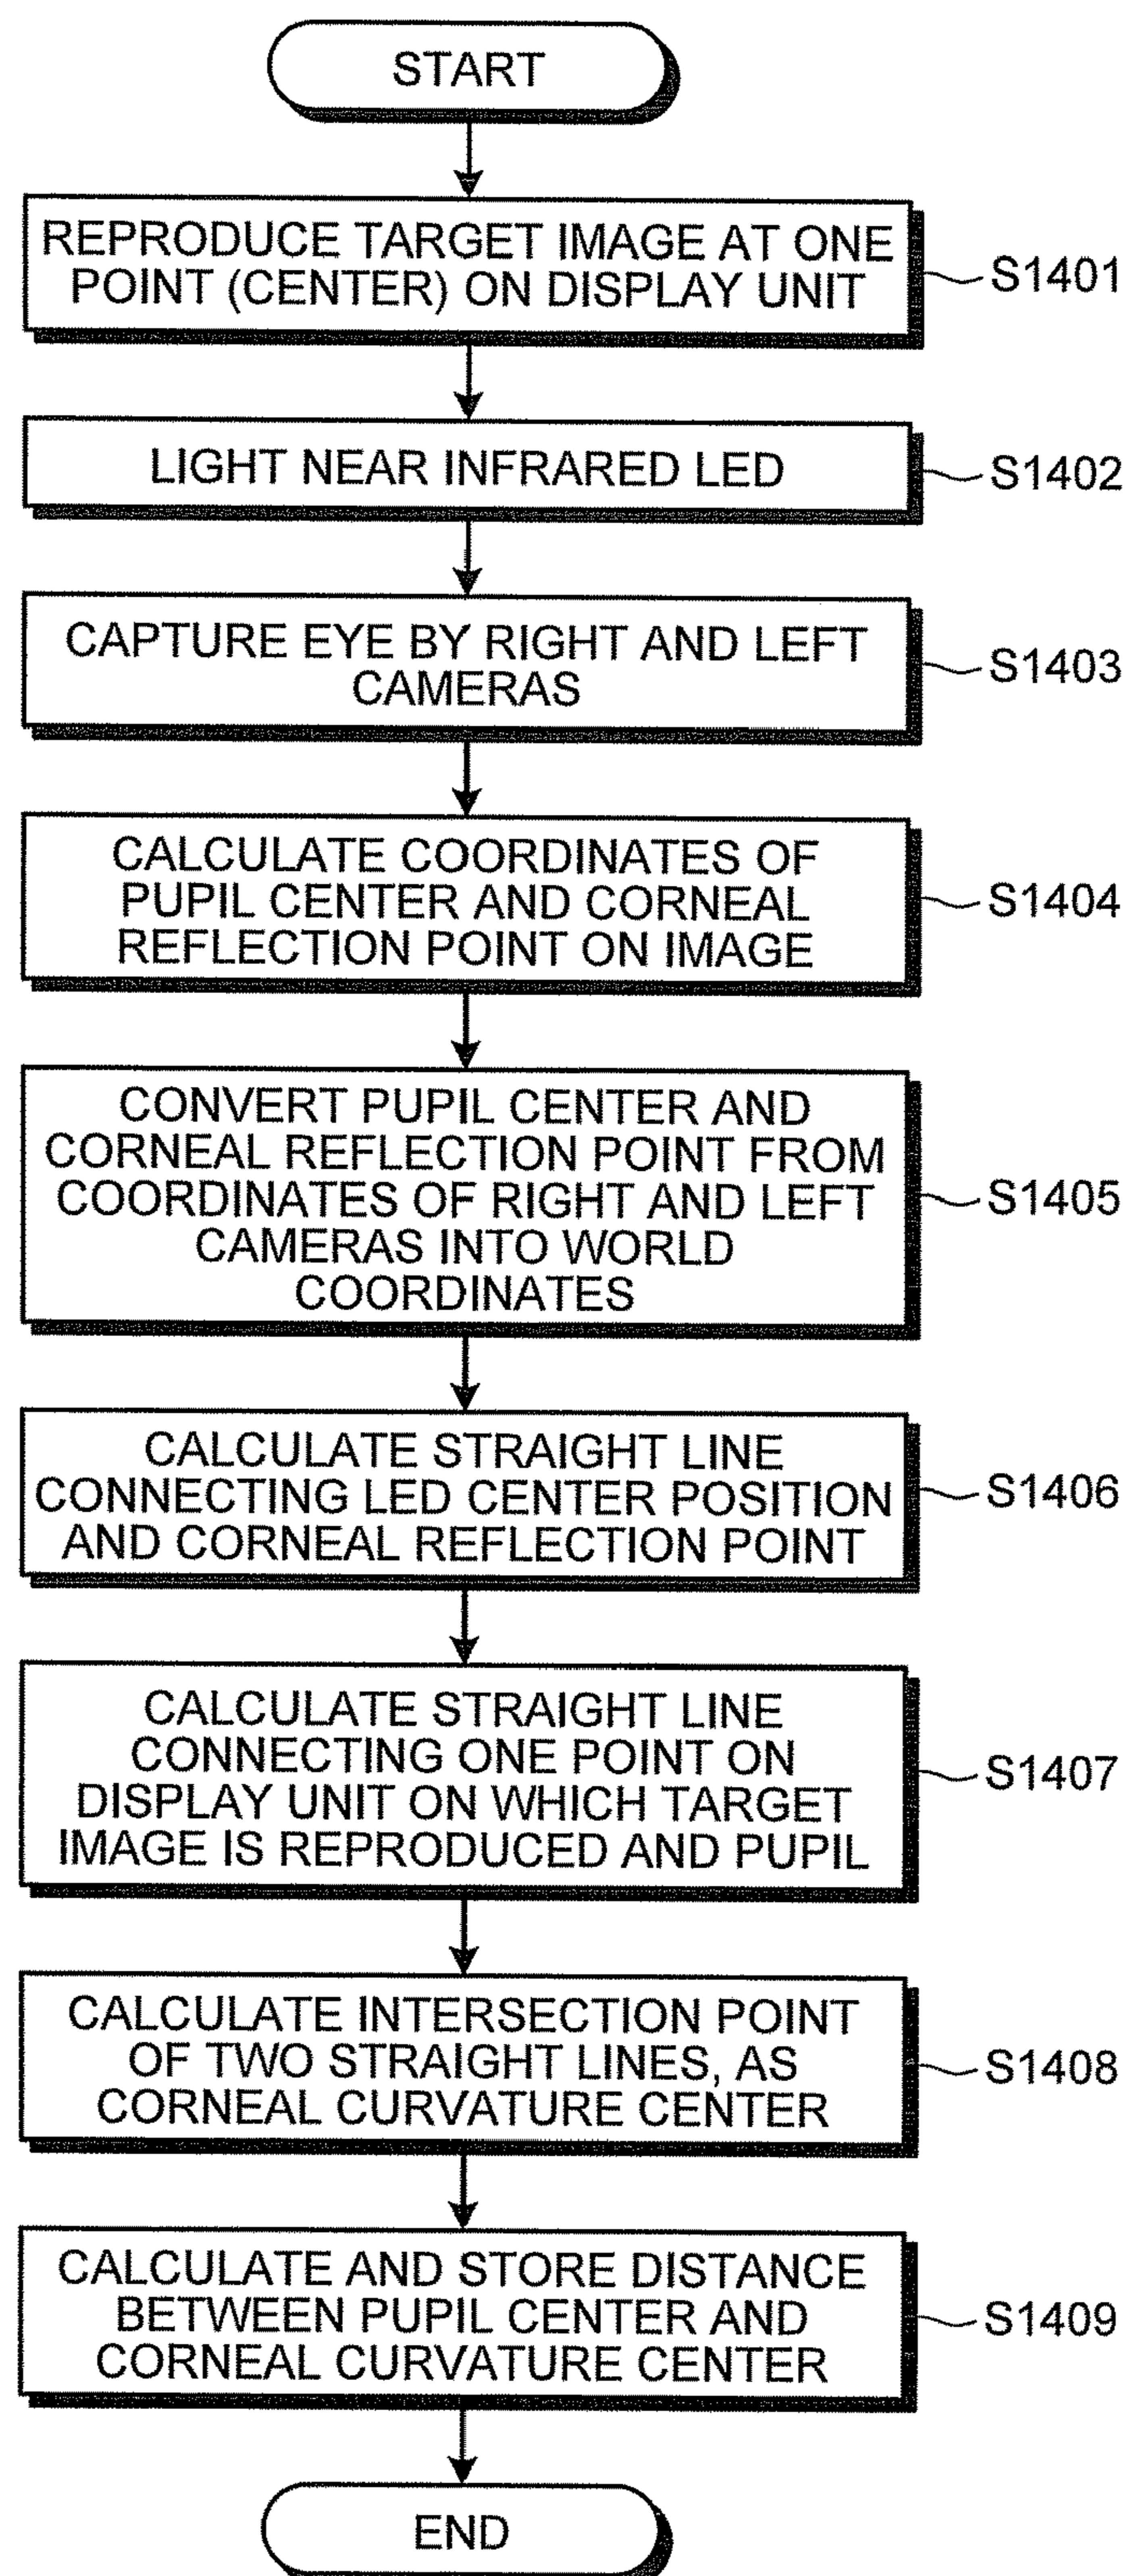 START
REPRODUCE TARGET IMAGE AT ONE
POINT (CENTER) ON DISPLAY UNIT
S1401
LIGHT NEAR INFRARED LED
S1402
CAPTURE EYE BY RIGHT AND LEFT
CAMERAS
S1403
CALCULATE COORDINATES OF
PUPIL CENTER AND CORNEAL
REFLECTION POINT ON IMAGE
S1404
CONVERT PUPIL CENTER AND
CORNEAL REFLECTION POINT FROM
COORDINATES OF RIGHT AND LEFT
CAMERAS INTO WORLD
COORDINATES
S1405
CALCULATE STRAIGHT LINE
CONNECTING LED CENTER POSITION
AND CORNEAL REFLECTION POINT
S1406
CALCULATE STRAIGHT LINE
CONNECTING ONE POINT ON
DISPLAY UNIT ON WHICH TARGET
IMAGE IS REPRODUCED AND PUPIL
S1407
CALCULATE INTERSECTION POINT
OF TWO STRAIGHT LINES, AS
CORNEAL CURVATURE CENTER
S1408
CALCULATE AND STORE DISTANCE
BETWEEN PUPIL CENTER AND
CORNEAL CURVATURE CENTER
S1409
END